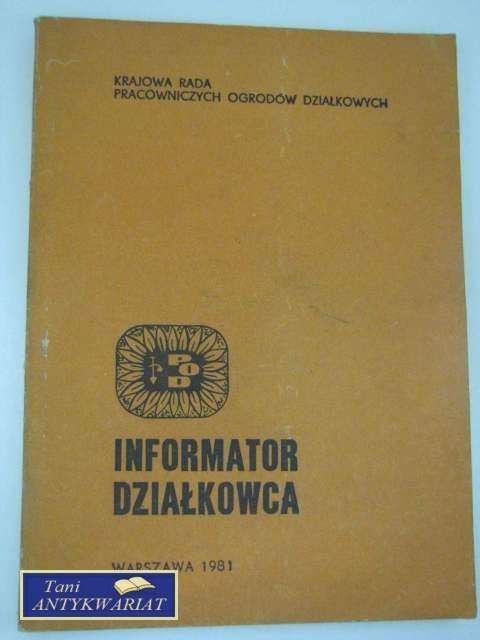 KRAJOWA RADA
PRACOWNICZYCH OGRODÓW DZIAŁKOWYCH
POD
INFORMATOR
DZIAŁKOWCA
WARSZAWA 1981
Tani
ANTYKWARIAT